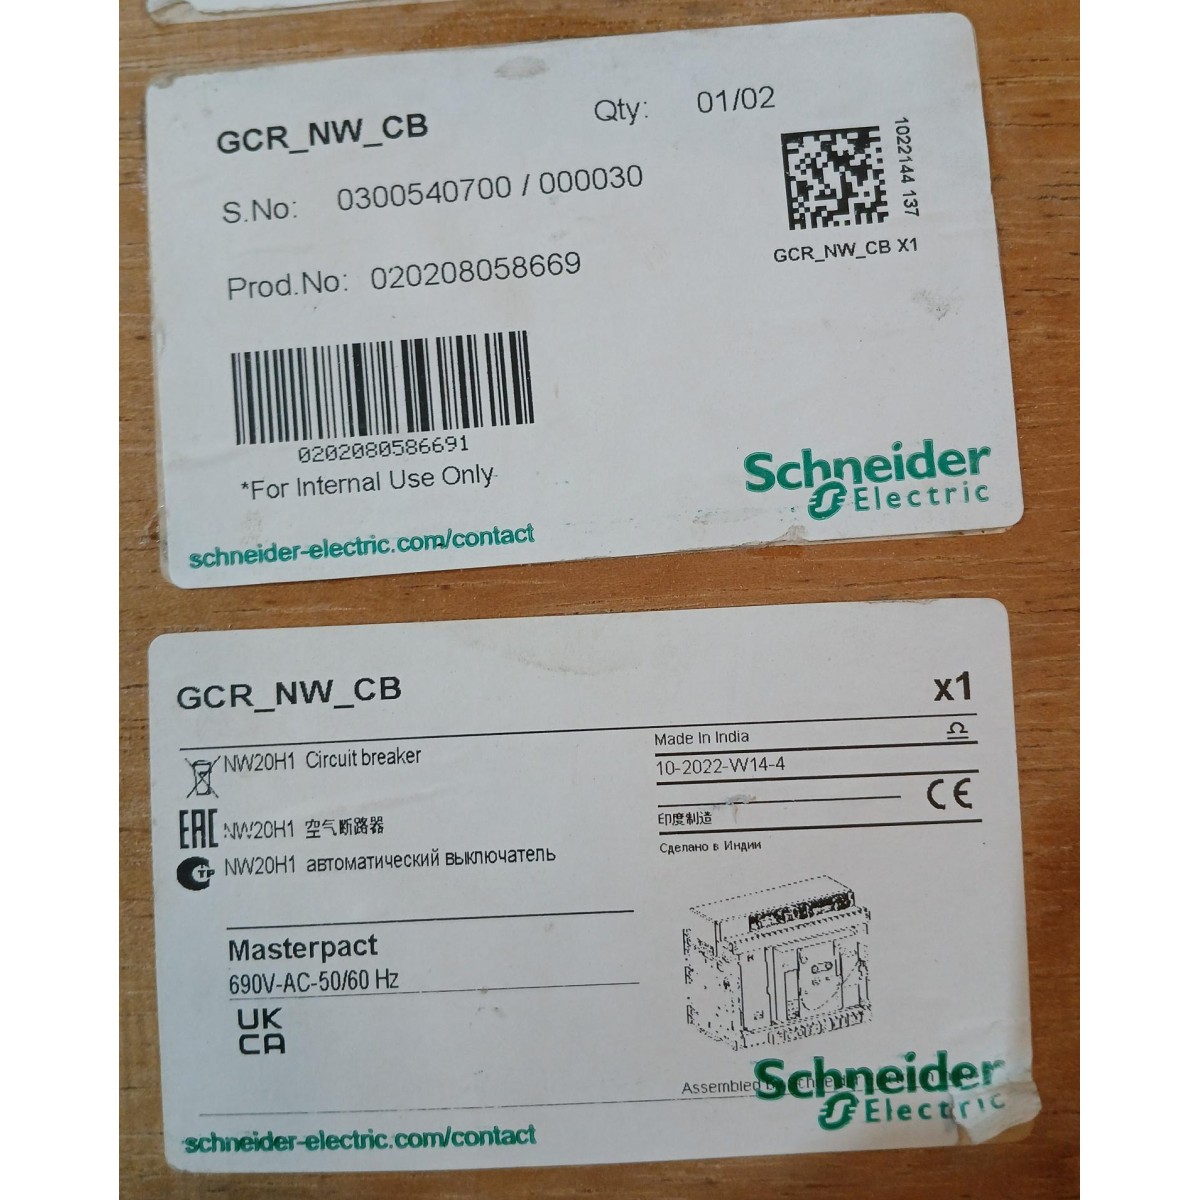 GCR_NW_CB
Qty: 01/02
S.No: 0300540700 / 000030
1022144 137
GCR_NW_CB X1
Prod.No: 020208058669
0202080586691
*For Internal Use Only
Schneider
Electric
schneider-electric.com/contact
GCR_NW_CB
x1
NW20H1 Circuit breaker
Made In India
10-2022-W14-4
CE
EAC
NW20H1 空气断路器
印度制造
TP
NW20H1 автоматический выключатель
Сделано в Индии
Masterpact
690V-AC-50/60 Hz
UK
CA
Assembled
Schneider
Electric
schneider-electric.com/contact